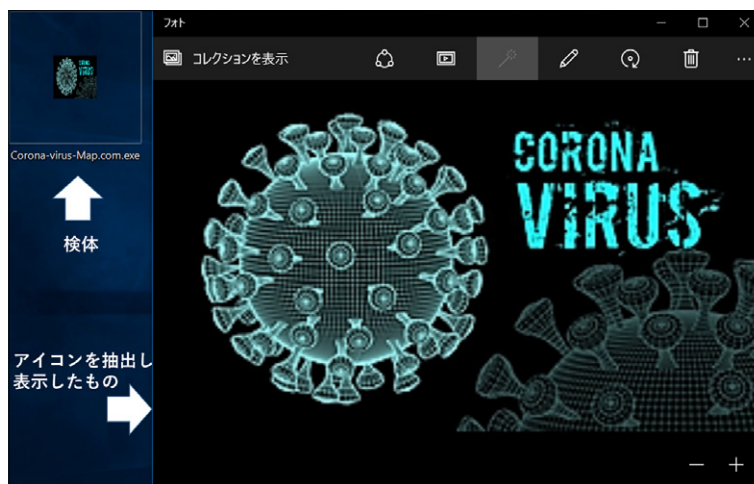 フォト
コレクションを表示
Corona-virus-Map.com.exe
検体
アイコンを抽出し
表示したもの
CORONA
VIRUS
CORONA
VIRUS